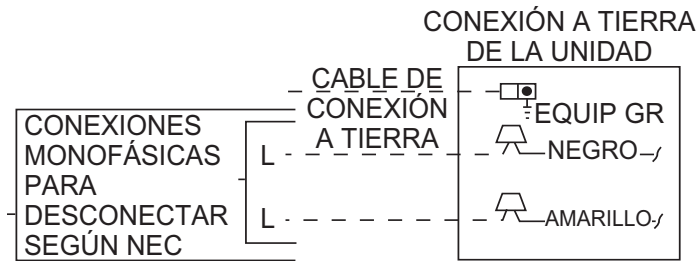 CONEXIÓN A TIERRA
DE LA UNIDAD
CABLE DE
CONEXIÓN
A TIERRA
EQUIP GR
CONEXIONES
MONOFÁSICAS
PARA
DESCONECTAR
SEGÚN NEC
L
NEGRO
L
AMARILLO